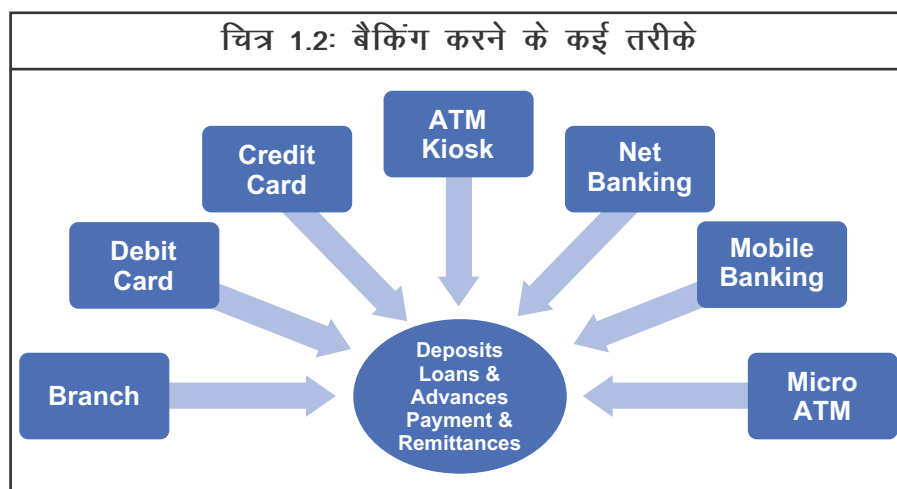 चित्र 1.2: बैकिंग करने के कई तरीके
ATM
Kiosk
Credit
Card
Net
Banking
Debit
Card
Mobile
Banking
Branch
Deposits
Loans &
Advances
Payment &
Remittances
Micro
ATM